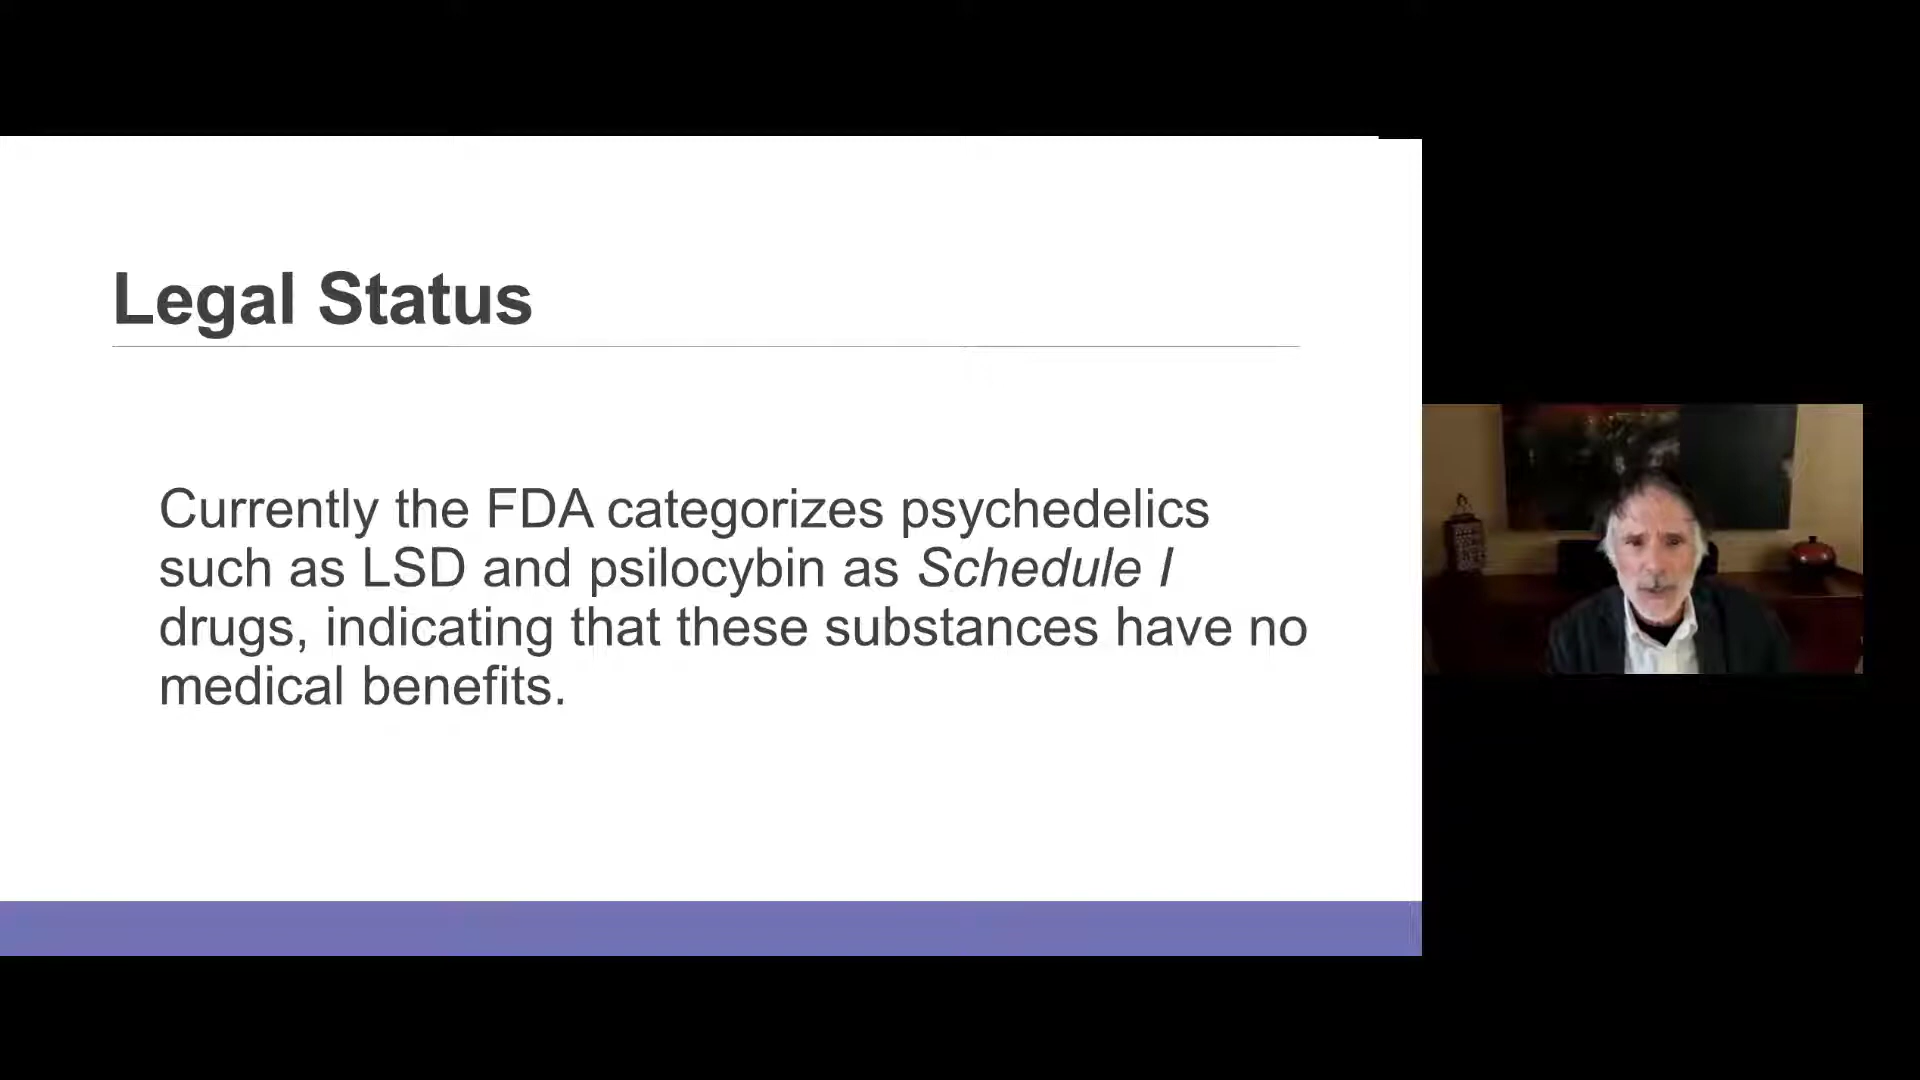 Legal Status
Currently the FDA categorizes psychedelics
such as LSD and psilocybin as Schedule I
drugs, indicating that these substances have no
medical benefits.